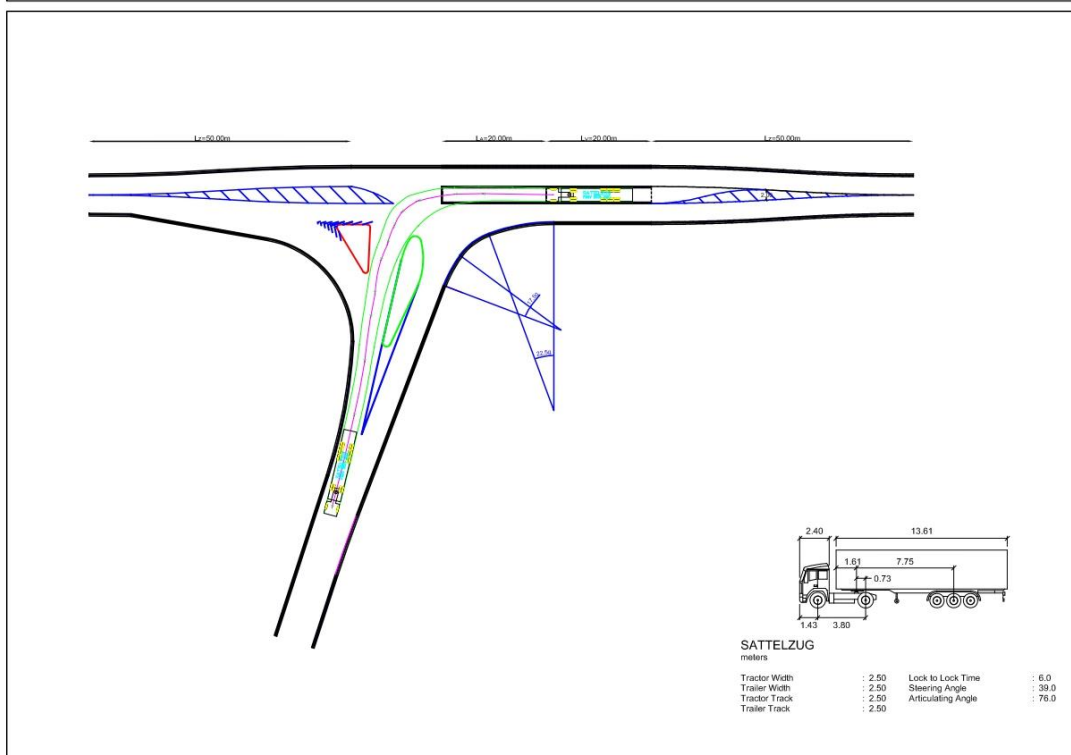 Lz=50.00m
LA=20.00m
Lv=20.00m
Lz=50.00m
22.50
2.40
13.61
1.61
7.75
0.73
1.43
3.80
SATTELZUG
meters
Tractor Width : 2.50 Lock to Lock Time : 6.0
Trailer Width : 2.50 Steering Angle : 39.0
Tractor Track : 2.50 Articulating Angle : 76.0
Trailer Track : 2.50